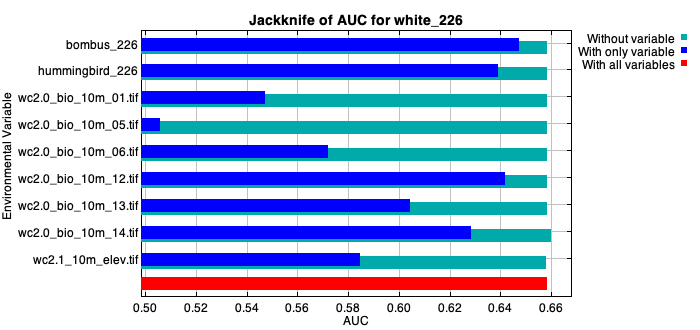 Jackknife of AUC for white_226
Without variable
With only variable
With all variables
Environmental Variable
bombus_226
hummingbird_226
wc2.0_bio_10m_01.tif
wc2.0_bio_10m_05.tif
wc2.0_bio_10m_06.tif
wc2.0_bio_10m_12.tif
wc2.0_bio_10m_13.tif
wc2.0_bio_10m_14.tif
wc2.1_10m_elev.tif
0.50 0.52 0.54 0.56 0.58 0.60 0.62 0.64 0.66
AUC